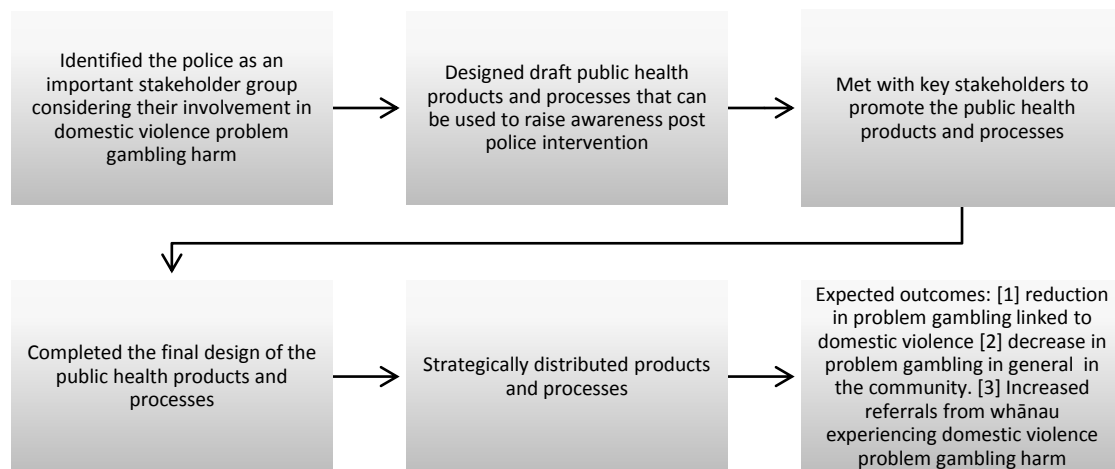 Identified the police as an
important stakeholder group
considering their involvement in
domestic violence problem
gambling harm
Designed draft public health
products and processes that can
be used to raise awareness post
police intervention
Met with key stakeholders to
promote the public health
products and processes
Completed the final design of the
public health products and
processes
Strategically distributed products
and processes
Expected outcomes: [1] reduction
in problem gambling linked to
domestic violence [2] decrease in
problem gambling in general in
the community. [3] Increased
referrals from whānau
experiencing domestic violence
problem gambling harm